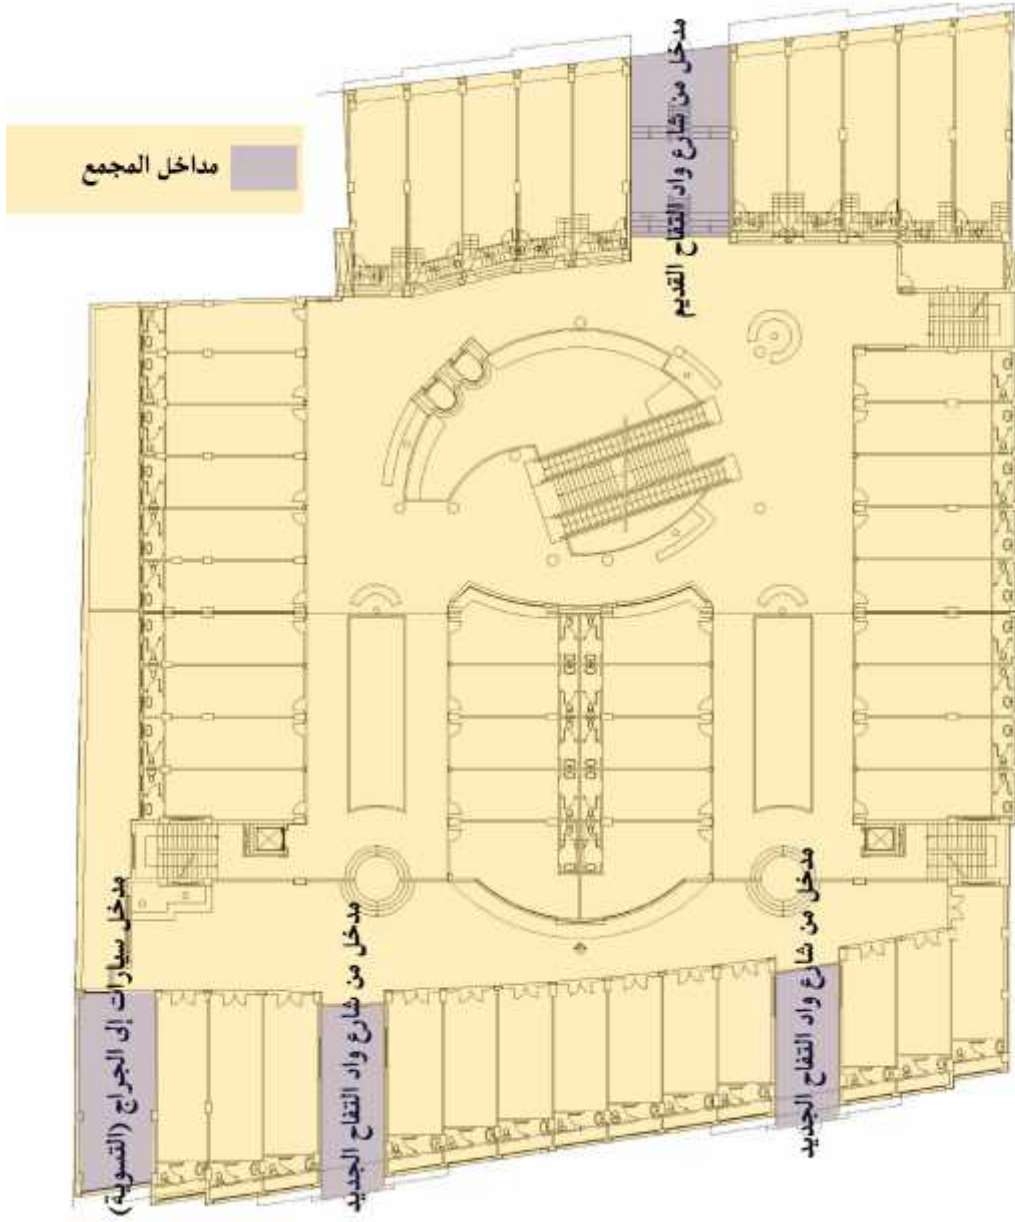 مدخل من شارع واد التفاح القديم
مداخل المجمع
مدخل من شارع واد التفاح الجديد
مدخل من شارع واد التفاح الجديد
مدخل سيارات إلى الجراج (التسوية)